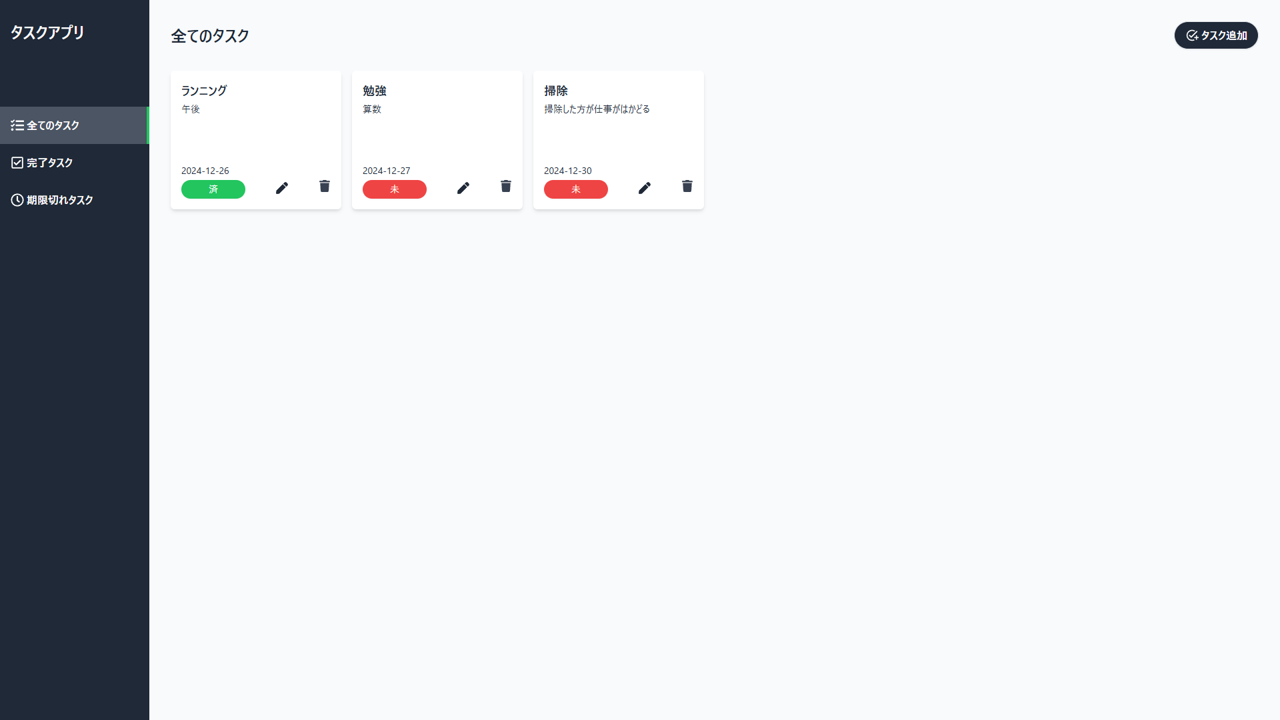 タスクアプリ
全てのタスク
完了タスク
期限切れタスク
全てのタスク
タスク追加
ランニング
午後
2024-12-26
済
勉強
算数
2024-12-27
未
掃除
掃除した方が仕事がはかどる
2024-12-30
未